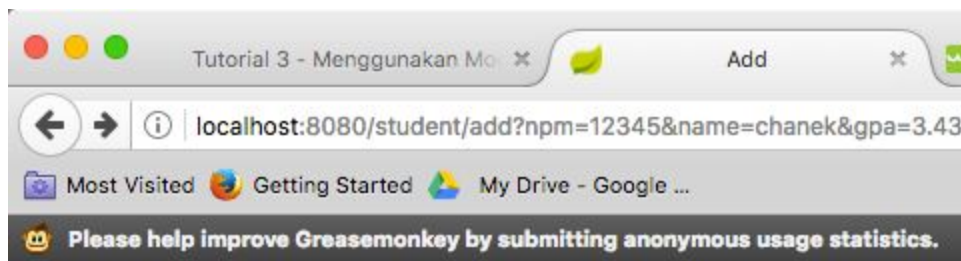 Tutorial 3 - Menggunakan Mo
Add
localhost:8080/student/add?npm=12345&name=chanek&gpa=3.43
Most Visited Getting Started My Drive - Google ...
Please help improve Greasemonkey by submitting anonymous usage statistics.